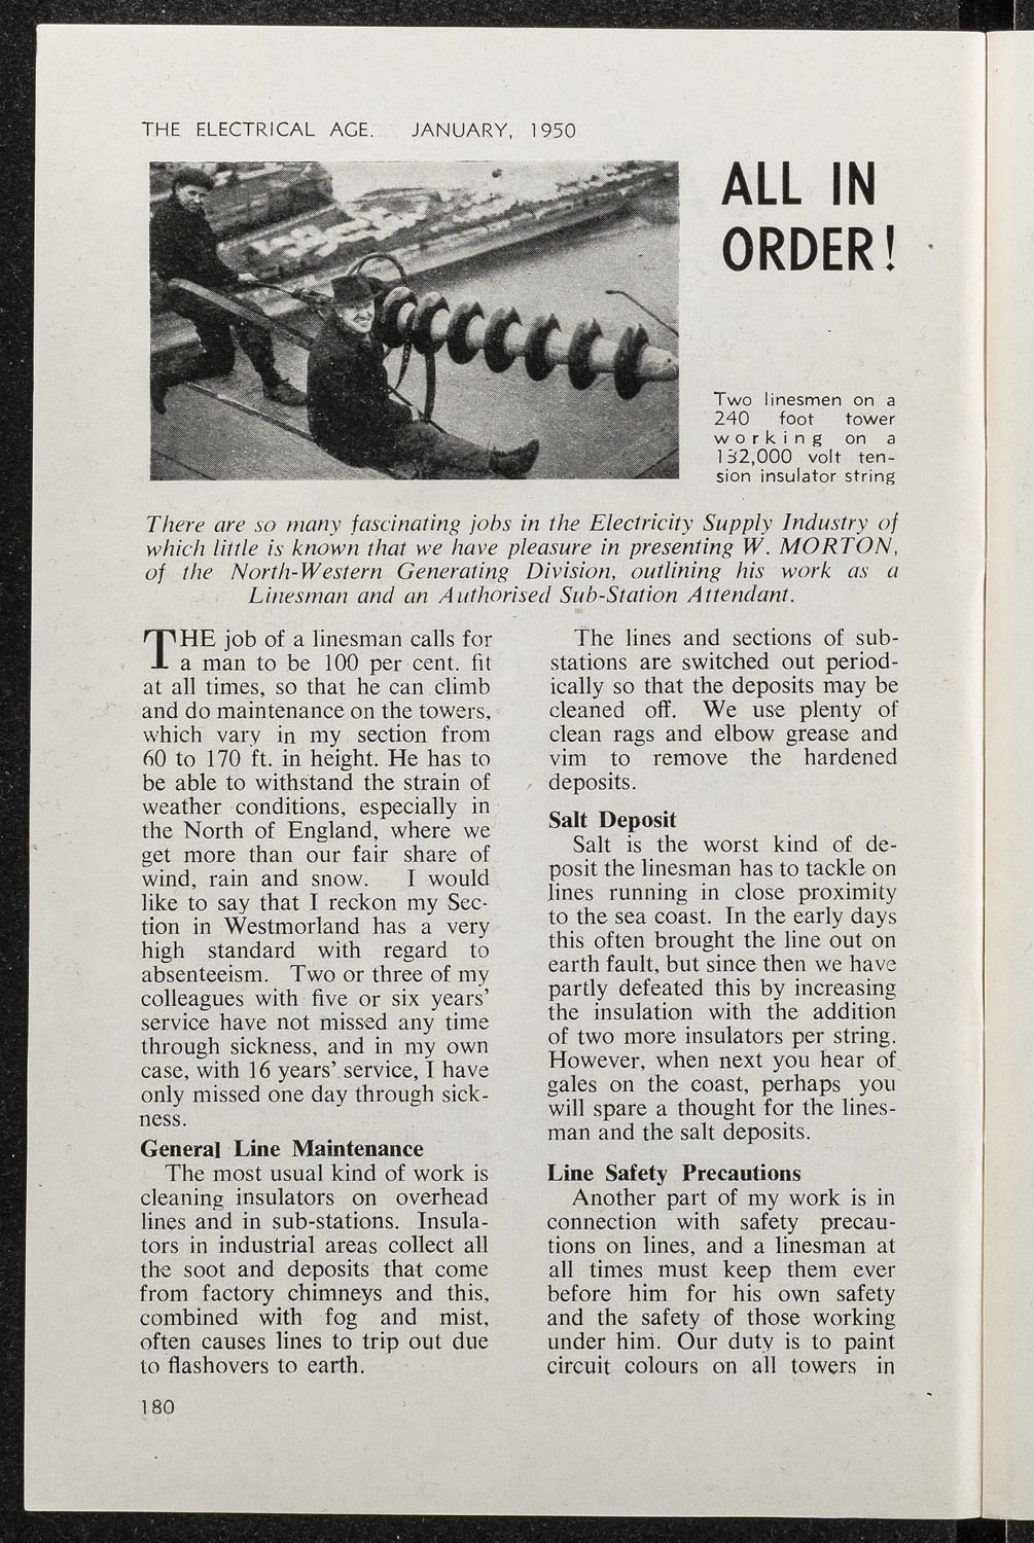 THE ELECTRICAL AGE. JANUARY, 1950
ALL IN
ORDER!
Two linesmen on a
240 foot tower
working on a
132,000 volt ten-
sion insulator string
There are so many fascinating jobs in the Electricity Supply Industry of
which little is known that we have pleasure in presenting W. MORTON,
of the North-Western Generating Division, outlining his work as a
Linesman and an Authorised Sub-Station Attendant.
THE job of a linesman calls for
a man to be 100 per cent. fit
at all times, so that he can climb
and do maintenance on the towers,
which vary in my section from
60 to 170 ft. in height. He has to
be able to withstand the strain of
weather conditions, especially in
the North of England, where we
get more than our fair share of
wind, rain and snow. I would
like to say that I reckon my Sec-
tion in Westmorland has a very
high standard with regard to
absenteeism. Two or three of my
colleagues with five or six years'
service have not missed any time
through sickness, and in my own
case, with 16 years' service, I have
only missed one day through sick-
ness.
General Line Maintenance
The most usual kind of work is
cleaning insulators on overhead
lines and in sub-stations. Insula-
tors in industrial areas collect all
the soot and deposits that come
from factory chimneys and this,
combined with fog and mist,
often causes lines to trip out due
to flashovers to earth.
The lines and sections of sub-
stations are switched out period-
ically so that the deposits may be
cleaned off. We use plenty of
clean rags and elbow grease and
vim to remove the hardened
deposits.
Salt Deposit
Salt is the worst kind of de-
posit the linesman has to tackle on
lines running in close proximity
to the sea coast. In the early days
this often brought the line out on
earth fault, but since then we have
partly defeated this by increasing
the insulation with the addition
of two more insulators per string.
However, when next you hear of
gales on the coast, perhaps you
will spare a thought for the lines-
man and the salt deposits.
Line Safety Precautions
Another part of my work is in
connection with safety precau-
tions on lines, and a linesman at
all times must keep them ever
before him for his own safety
and the safety of those working
under him. Our duty is to paint
circuit colours on all towers in
180